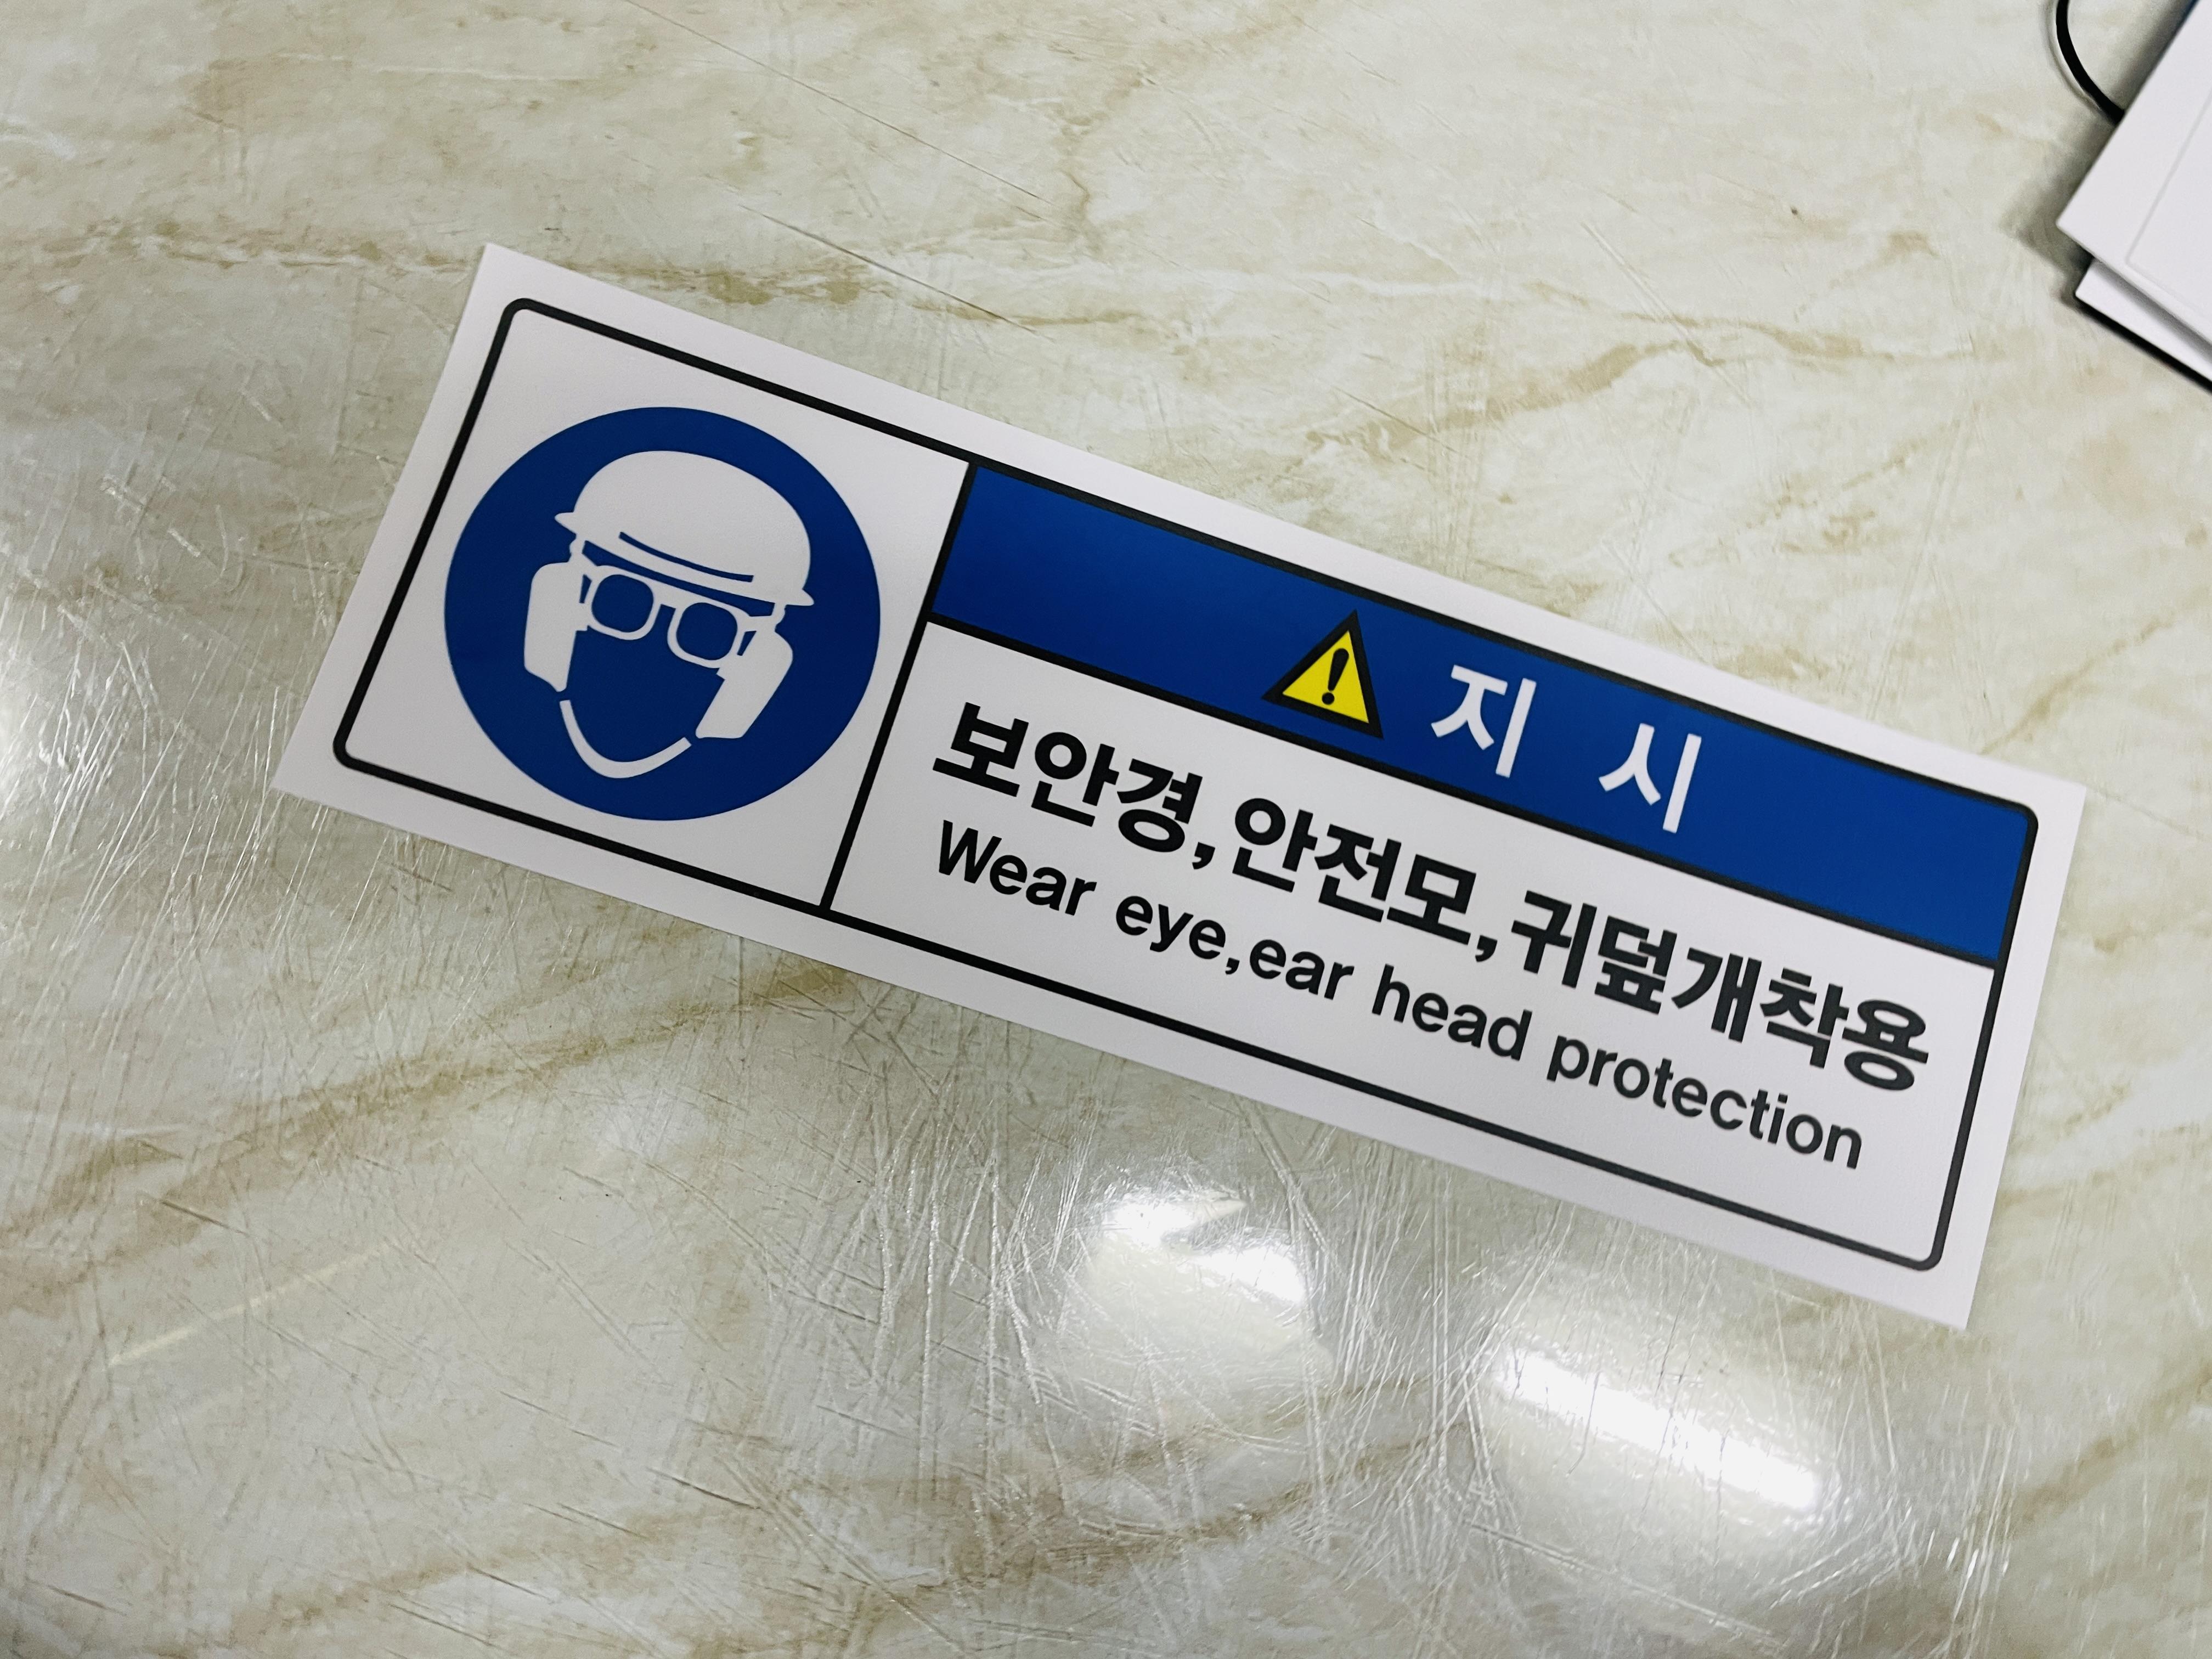 지 시
보안경,안전모,귀덮개착용
Wear eye,ear head protection